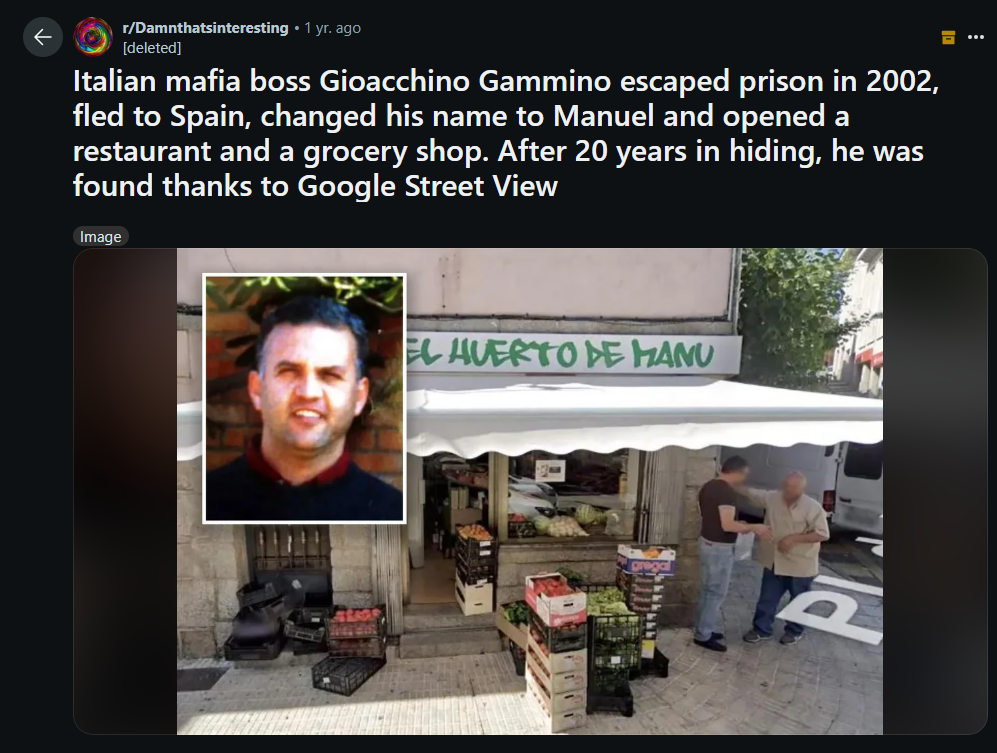 r/Damnthatsinteresting • 1 yr. ago
[deleted]
Italian mafia boss Gioacchino Gammino escaped prison in 2002,
fled to Spain, changed his name to Manuel and opened a
restaurant and a grocery shop. After 20 years in hiding, he was
found thanks to Google Street View
Image
EL HUERTO DE MANU
gregal